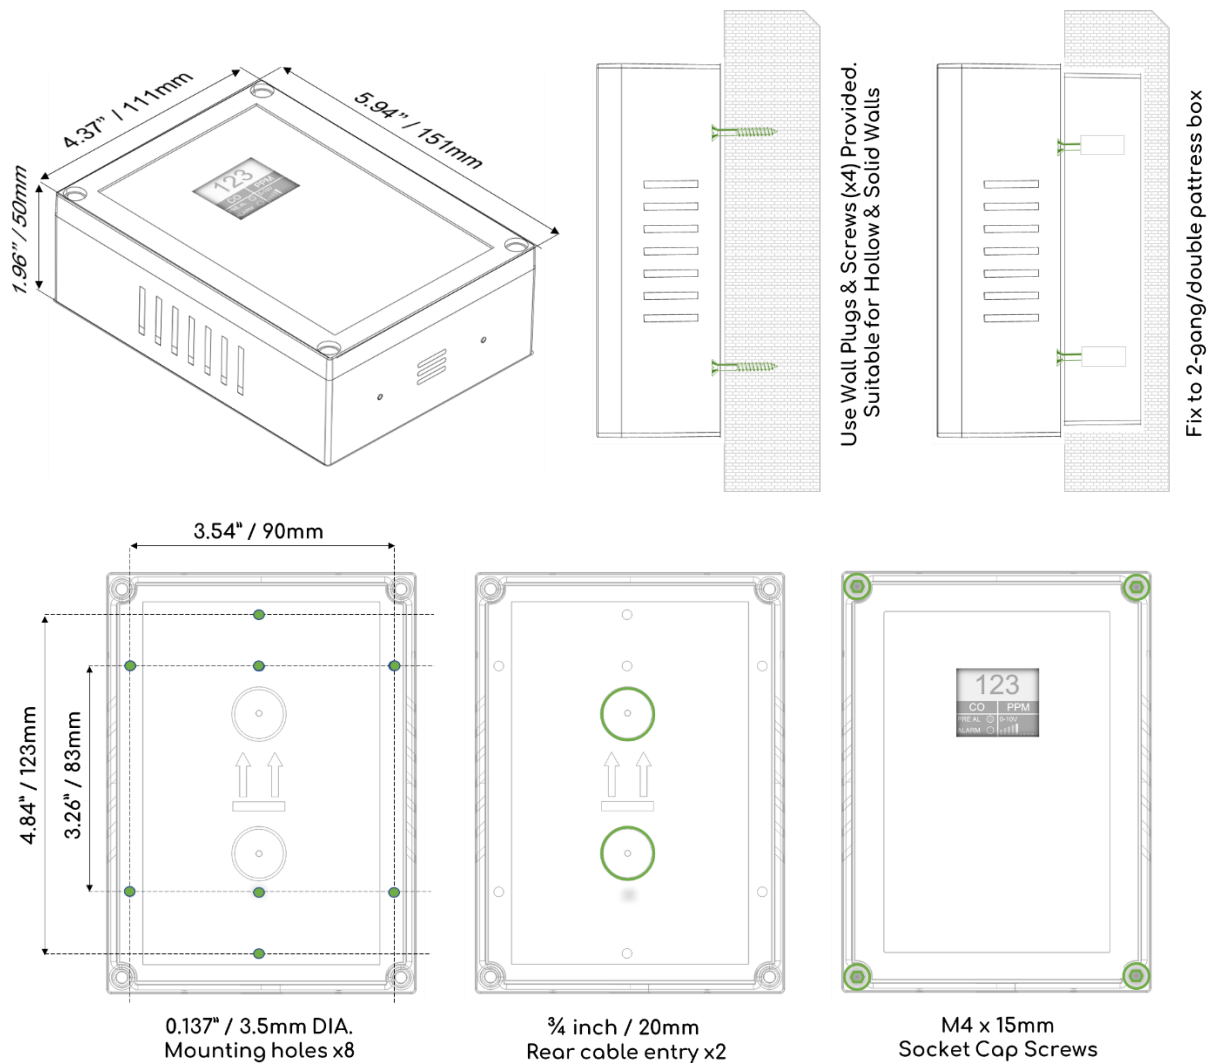 4.37" / 111mm
5.94" / 151mm
1.96" / 50mm
123
CO PPM
Use Wall Plugs & Screws (x4) Provided.
Suitable for Hollow & Solid Walls
Fix to 2-gang/double pattress box
3.54" / 90mm
4.84" / 123mm
3.26" / 83mm
0.137" / 3.5mm DIA.
Mounting holes x8
¾ inch / 20mm
Rear cable entry x2
123
CO PPM
PRE AL 0-10V
ALARM
M4 x 15mm
Socket Cap Screws